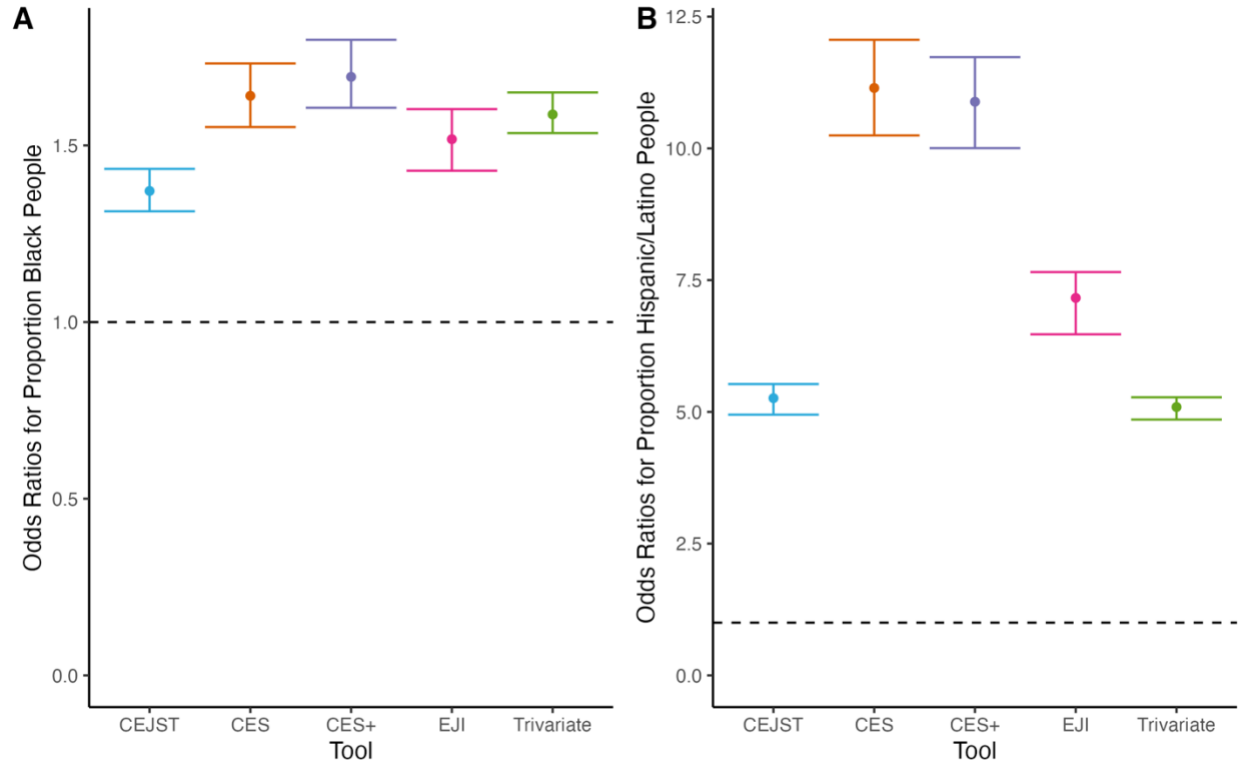 A
Odds Ratios for Proportion Black People
1.5
1.0
0.5
0.0
CEJST CES CES+ EJI Trivariate
Tool
B
Odds Ratios for Proportion Hispanic/Latino People
12.5
10.0
7.5
5.0
2.5
0.0
CEJST CES CES+ EJI Trivariate
Tool